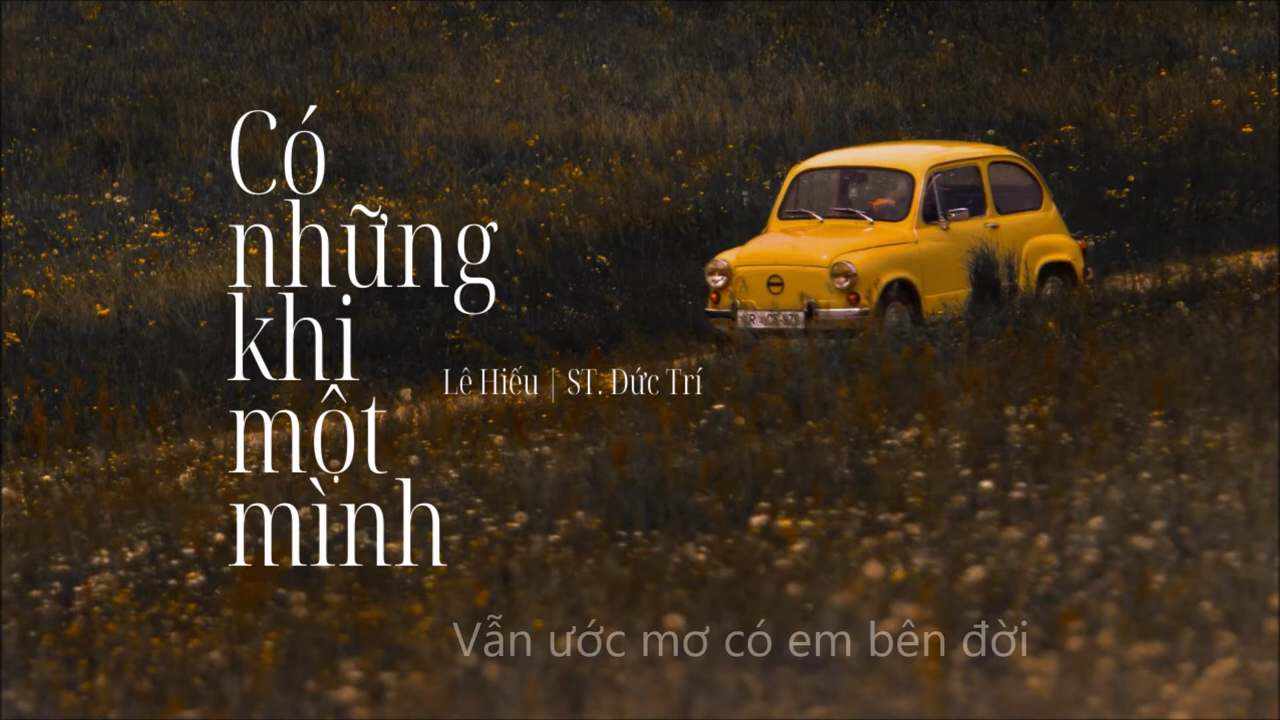 Có
những
khi
một
mình
Lê Hiếu | ST. Đức Trí
Vẫn ước mơ có em bên đời